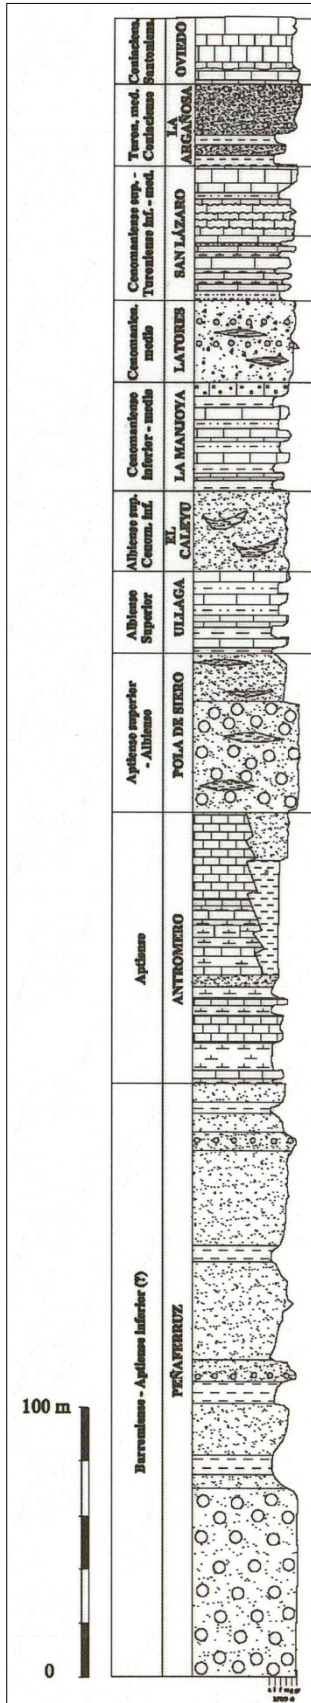 Coniaciens.
Santoniens.
OVIEDO
Turon. med.
Coniaciense
LA
ARGAÑOSA
Cenomaniense sup. -
Turoniense inf. - med.
SAN LÁZARO
Cenomanien.
medio
LATORES
Cenomaniense
inferior - medio
LA MANJOYA
Albiense sup.
Cenom. inf.
EL
CALEYU
Albiense
Superior
ULLAGA
Aptiense superior
- Albiense
POLA DE SIERO
Aptiense
ANTROMERO
Barremiense - Aptiense inferior (?)
PEÑAFERRUZ
100 m
0